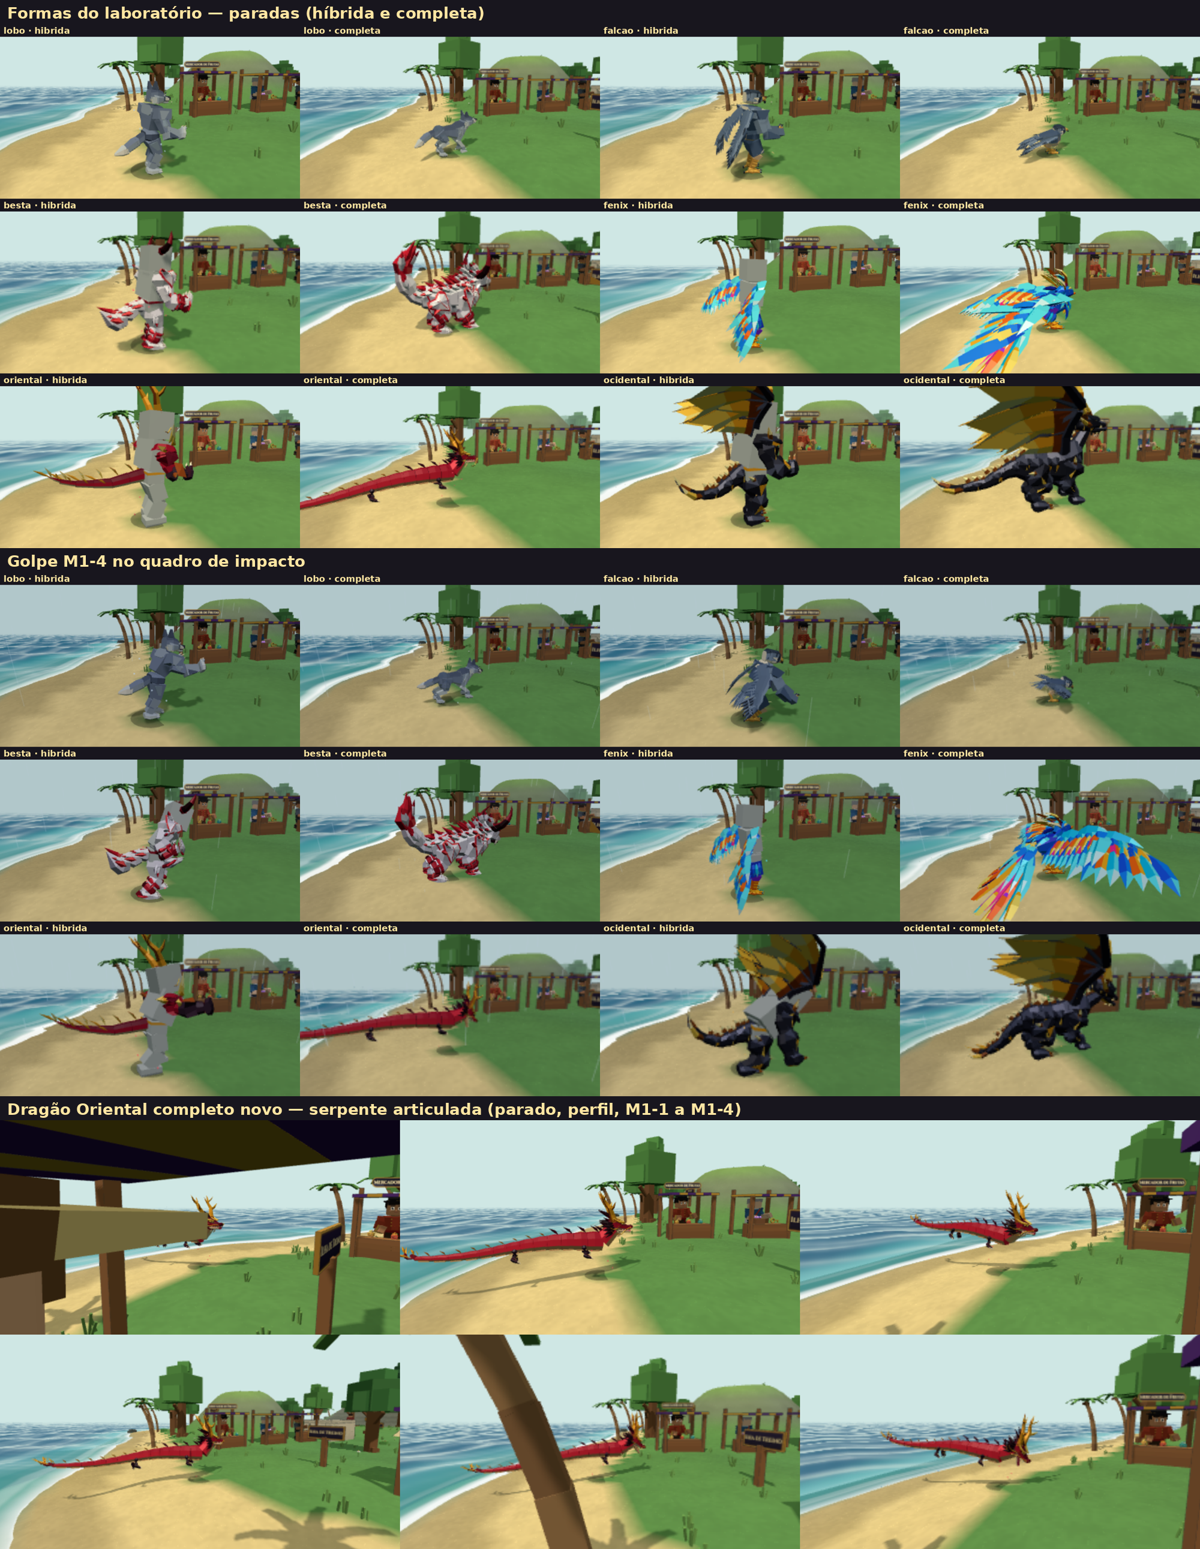 Formas do laboratório — paradas (híbrida e completa)
lobo · hibrida
lobo · completa
falcao · hibrida
falcao · completa
besta · hibrida
besta · completa
fenix · hibrida
fenix · completa
oriental · hibrida
oriental · completa
ocidental · hibrida
ocidental · completa
Golpe M1-4 no quadro de impacto
lobo · hibrida
lobo · completa
falcao · hibrida
falcao · completa
besta · hibrida
besta · completa
fenix · hibrida
fenix · completa
oriental · hibrida
oriental · completa
ocidental · hibrida
ocidental · completa
Dragão Oriental completo novo — serpente articulada (parado, perfil, M1-1 a M1-4)